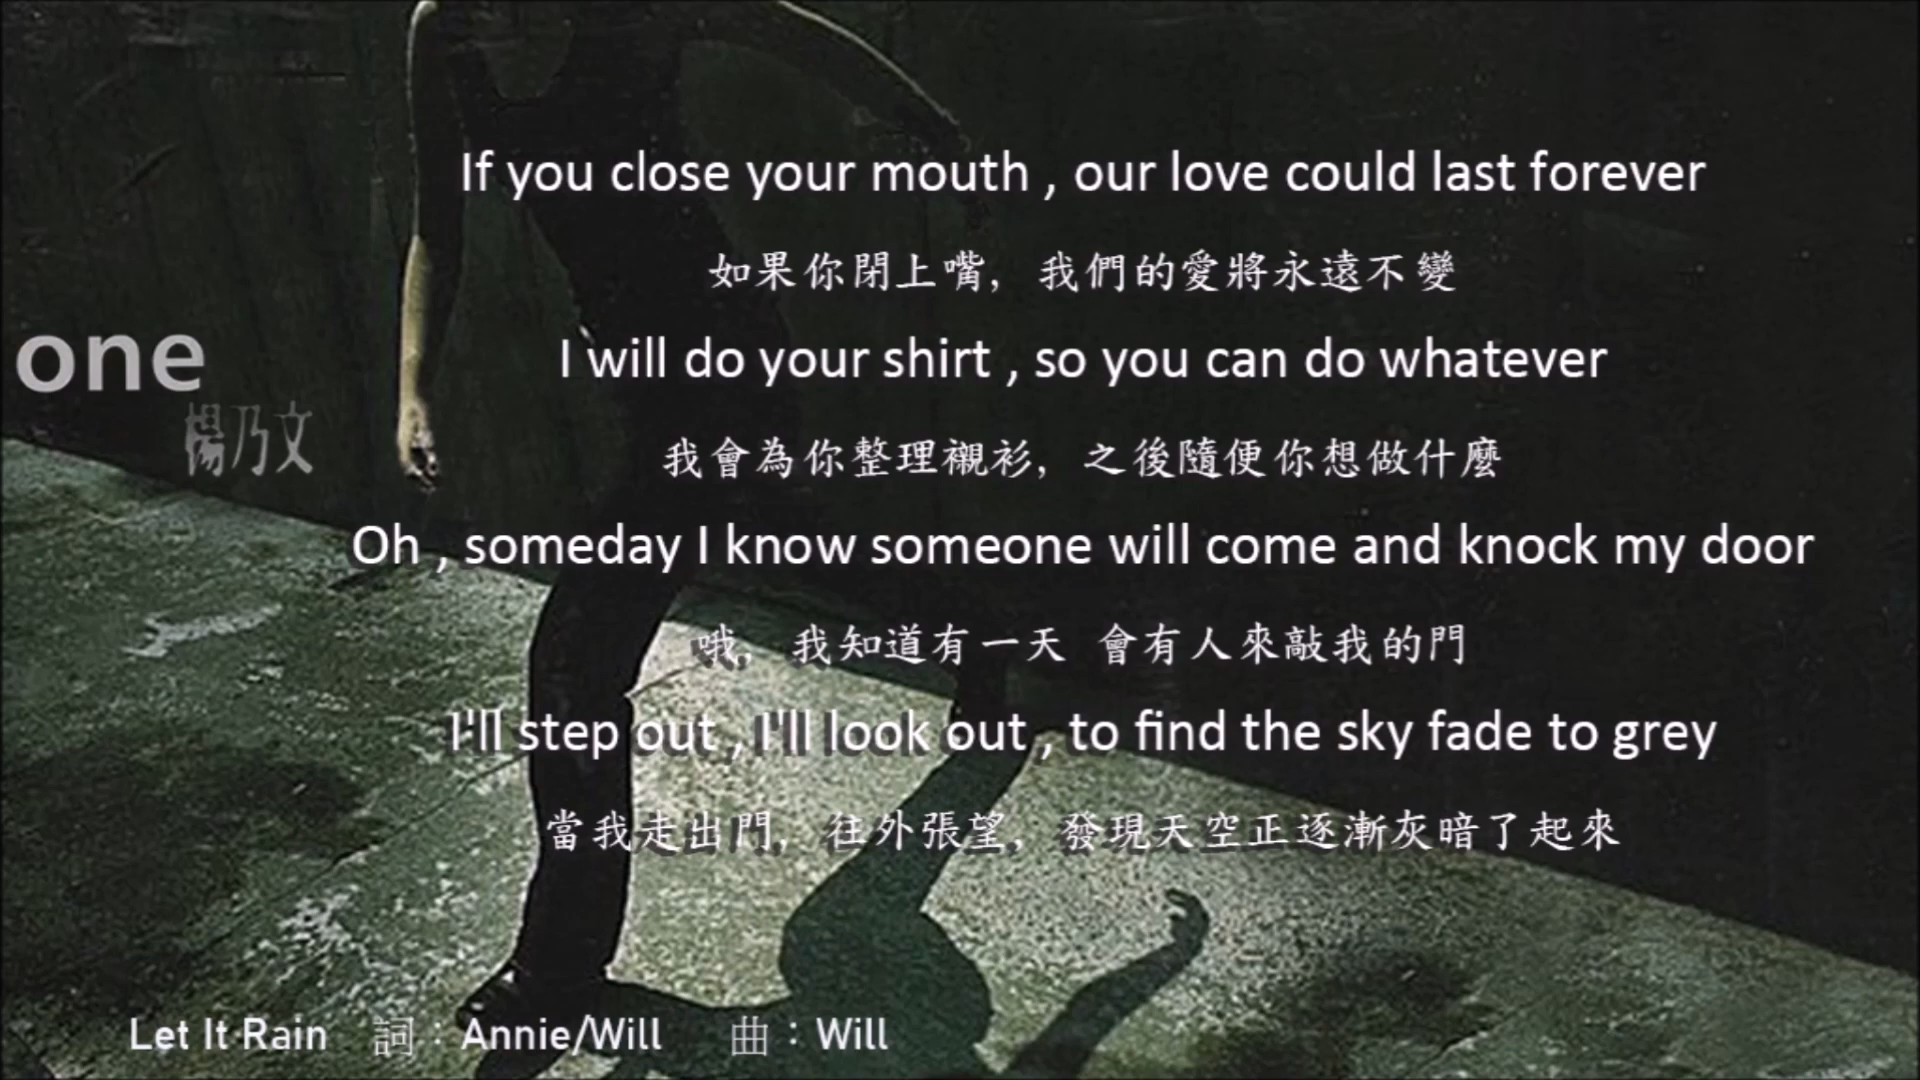 If you close your mouth , our love could last forever
如果你閉上嘴，我們的愛將永遠不變
one
I will do your shirt , so you can do whatever
楊乃文
我會為你整理襯衫，之後隨便你想做什麼
Oh , someday I know someone will come and knock my door
哦，我知道有一天 會有人來敲我的門
I'll step out , I'll look out , to find the sky fade to grey
當我走出門，往外張望，發現天空正逐漸灰暗了起來
Let It Rain 詞：Annie/Will 曲：Will